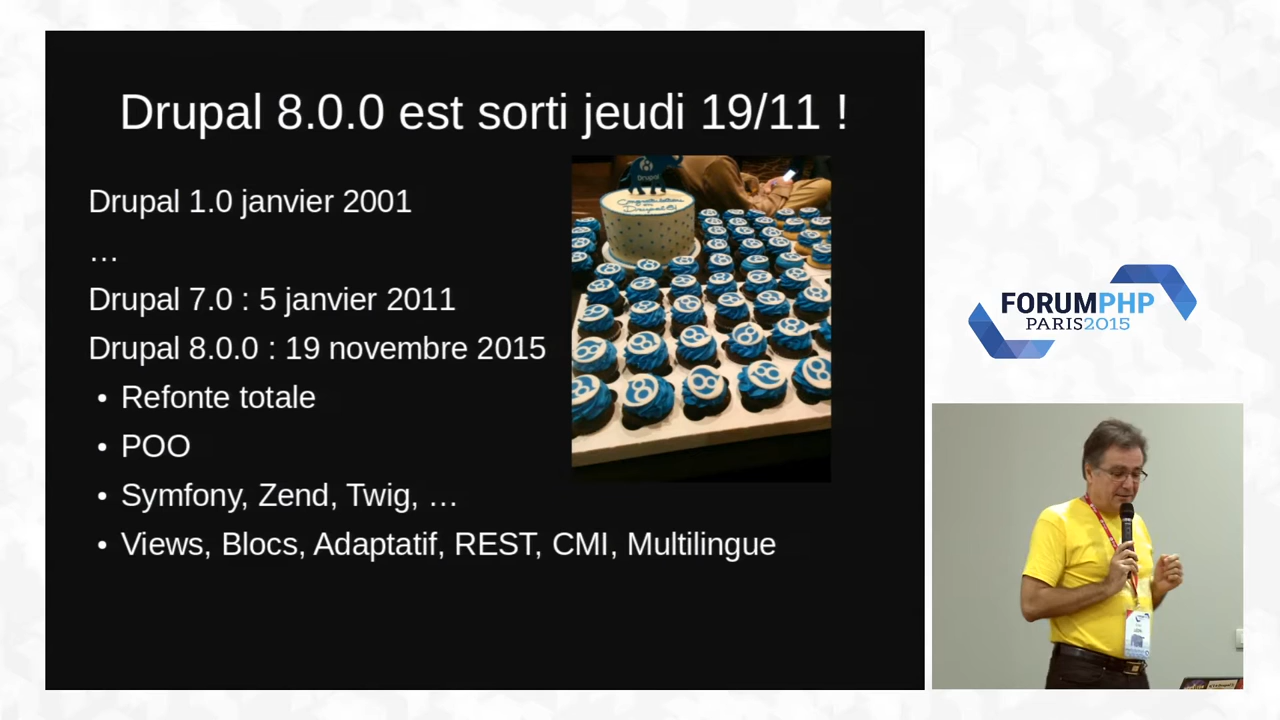 Drupal 8.0.0 est sorti jeudi 19/11 !
Drupal 1.0 janvier 2001
…
Drupal 7.0 : 5 janvier 2011
Drupal 8.0.0 : 19 novembre 2015
• Refonte totale
• POO
• Symfony, Zend, Twig, …
• Views, Blocs, Adaptatif, REST, CMI, Multilingue
FORUMPHP
PARIS2015